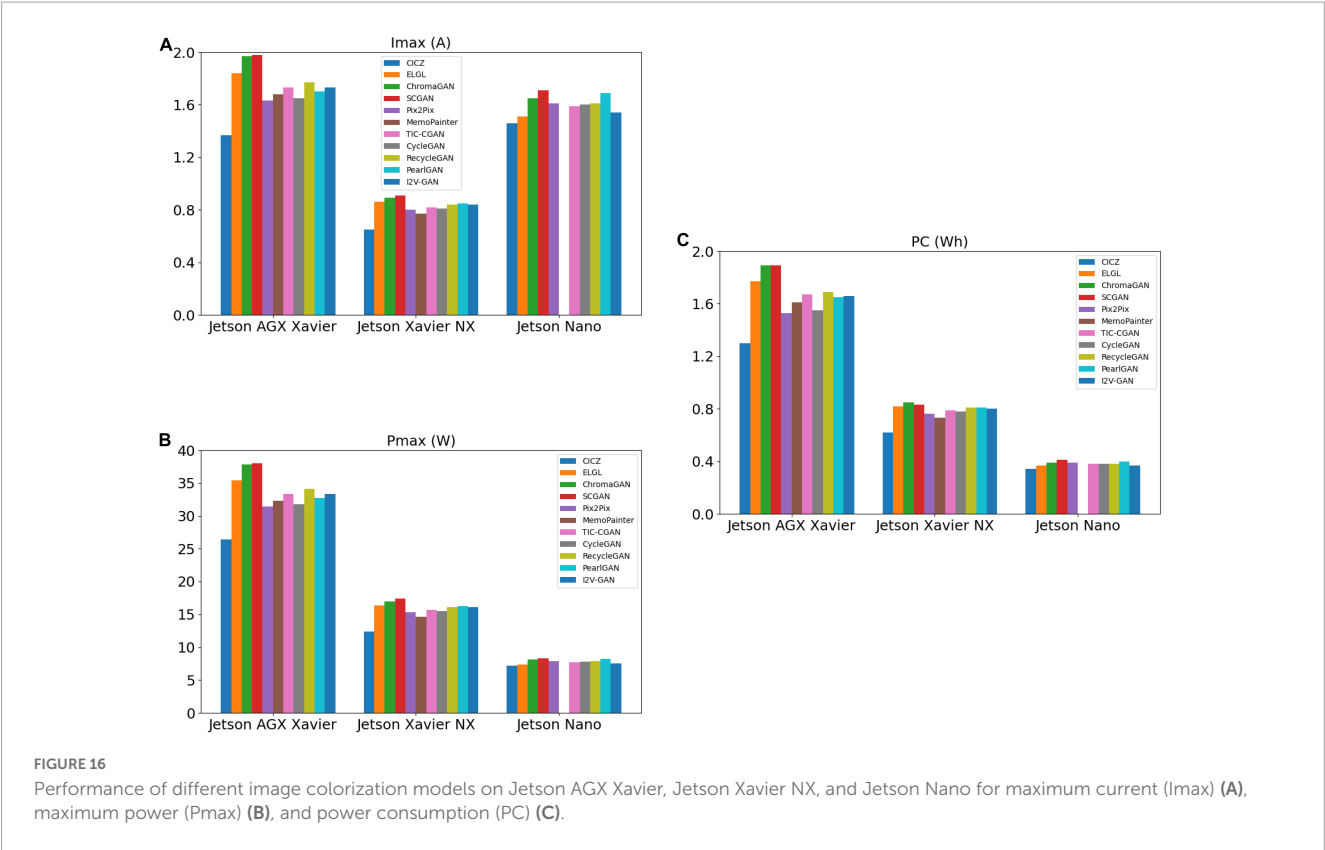 A
Imax (A)
2.0
1.6
1.2
0.8
0.4
0.0
CICZ
ELGL
ChromaGAN
SCGAN
Pix2Pix
MemoPainter
TIC-CGAN
CycleGAN
RecycleGAN
PearlGAN
I2V-GAN
Jetson AGX Xavier Jetson Xavier NX Jetson Nano
B
Pmax (W)
40
35
30
25
20
15
10
5
0
CICZ
ELGL
ChromaGAN
SCGAN
Pix2Pix
MemoPainter
TIC-CGAN
CycleGAN
RecycleGAN
PearlGAN
I2V-GAN
Jetson AGX Xavier Jetson Xavier NX Jetson Nano
C
PC (Wh)
2.0
1.6
1.2
0.8
0.4
0.0
CICZ
ELGL
ChromaGAN
SCGAN
Pix2Pix
MemoPainter
TIC-CGAN
CycleGAN
RecycleGAN
PearlGAN
I2V-GAN
Jetson AGX Xavier Jetson Xavier NX Jetson Nano
FIGURE 16
Performance of different image colorization models on Jetson AGX Xavier, Jetson Xavier NX, and Jetson Nano for maximum current (Imax) (A),
maximum power (Pmax) (B), and power consumption (PC) (C).